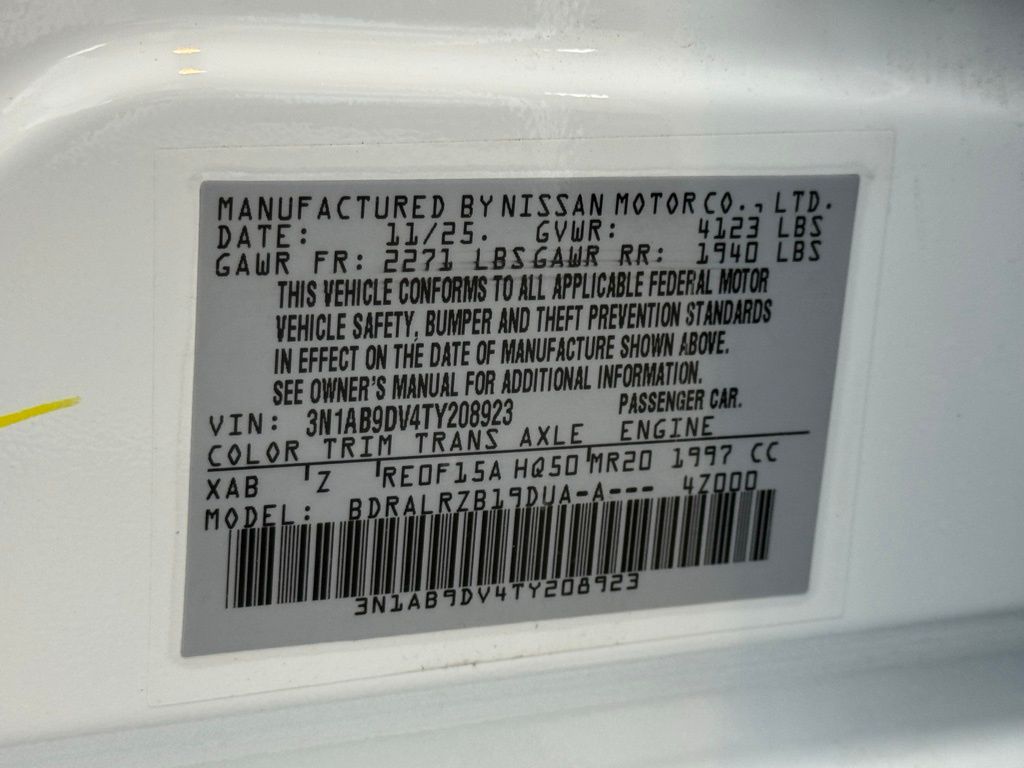 MANUFACTURED BY NISSAN MOTOR CO., LTD.
DATE: 11/25. GVWR: 4123 LBS
GAWR FR: 2271 LBS GAWR RR: 1940 LBS
THIS VEHICLE CONFORMS TO ALL APPLICABLE FEDERAL MOTOR
VEHICLE SAFETY, BUMPER AND THEFT PREVENTION STANDARDS
IN EFFECT ON THE DATE OF MANUFACTURE SHOWN ABOVE.
SEE OWNER'S MANUAL FOR ADDITIONAL INFORMATION.
VIN: 3N1AB9DV4TY208923 PASSENGER CAR.
COLOR TRIM TRANS AXLE ENGINE
XAB Z RE0F15A HQ50 MR20 1997 CC
MODEL: BDRALRZB19DUA-A--- 4Z000
3N1AB9DV4TY208923